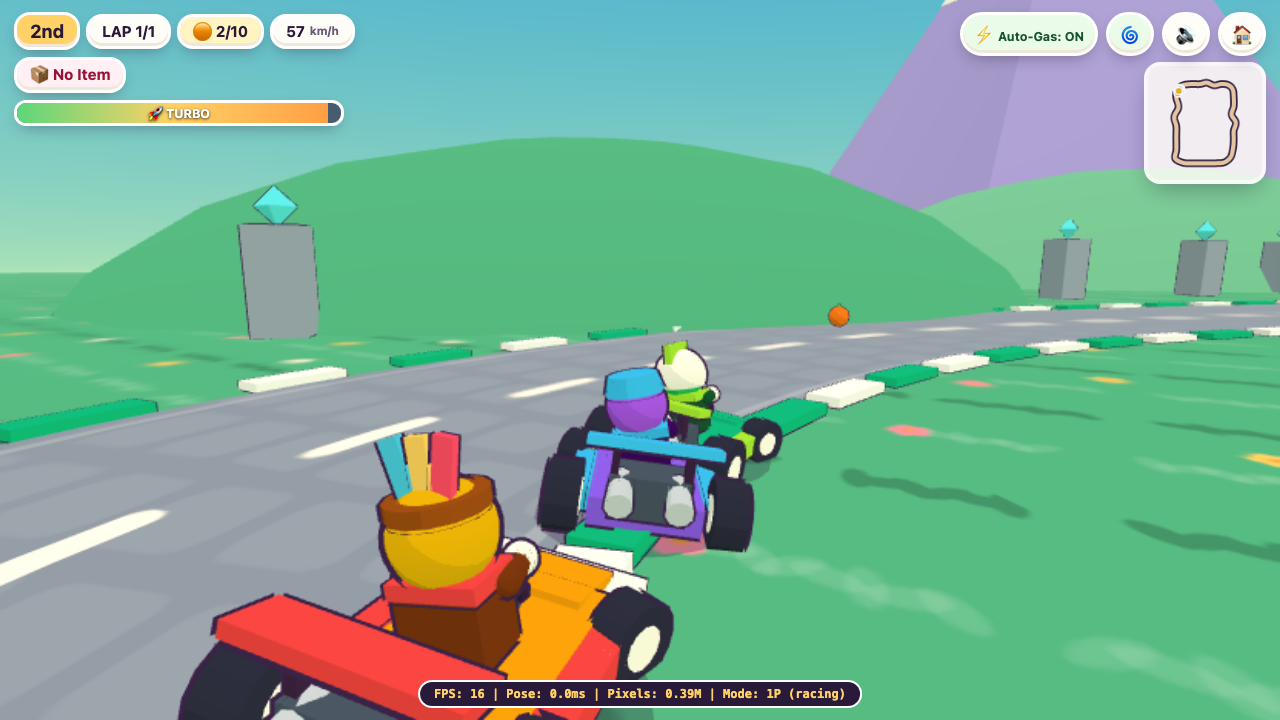 2nd
LAP 1/1
2/10
57 km/h
Auto-Gas: ON
No Item
TURBO
FPS: 16 | Pose: 0.0ms | Pixels: 0.39M | Mode: 1P (racing)